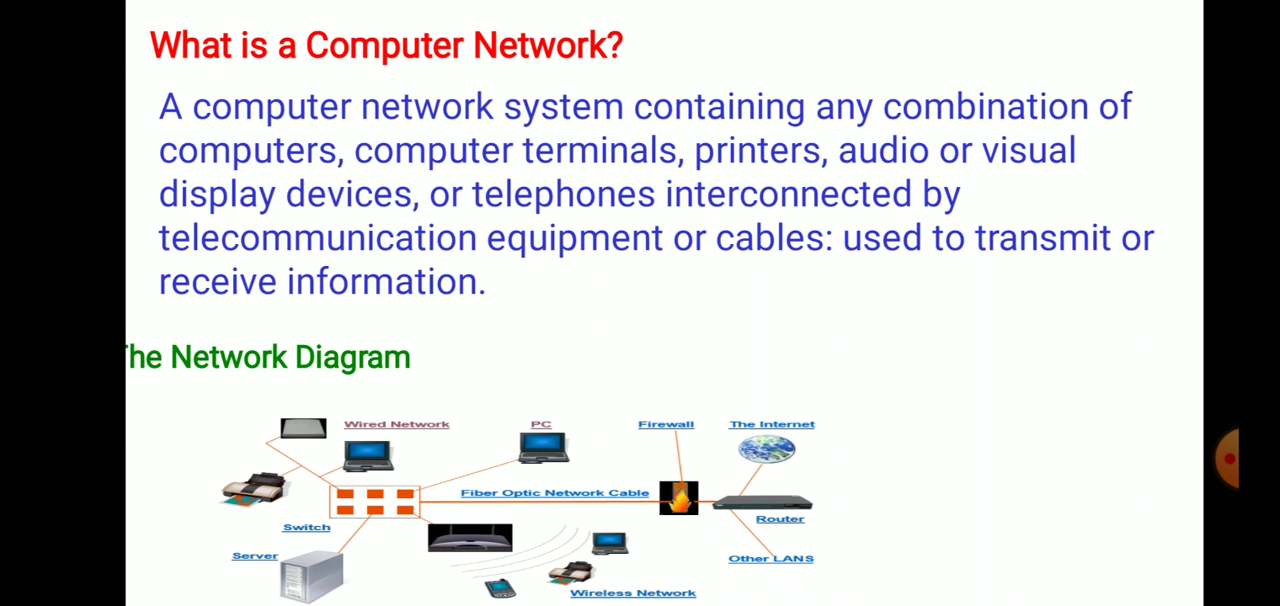 What is a Computer Network?
A computer network system containing any combination of
computers, computer terminals, printers, audio or visual
display devices, or telephones interconnected by
telecommunication equipment or cables: used to transmit or
receive information.
he Network Diagram
Wired Network
PC
Firewall
The Internet
Fiber Optic Network Cable
Switch
Router
Server
Other LANS
Wireless Network